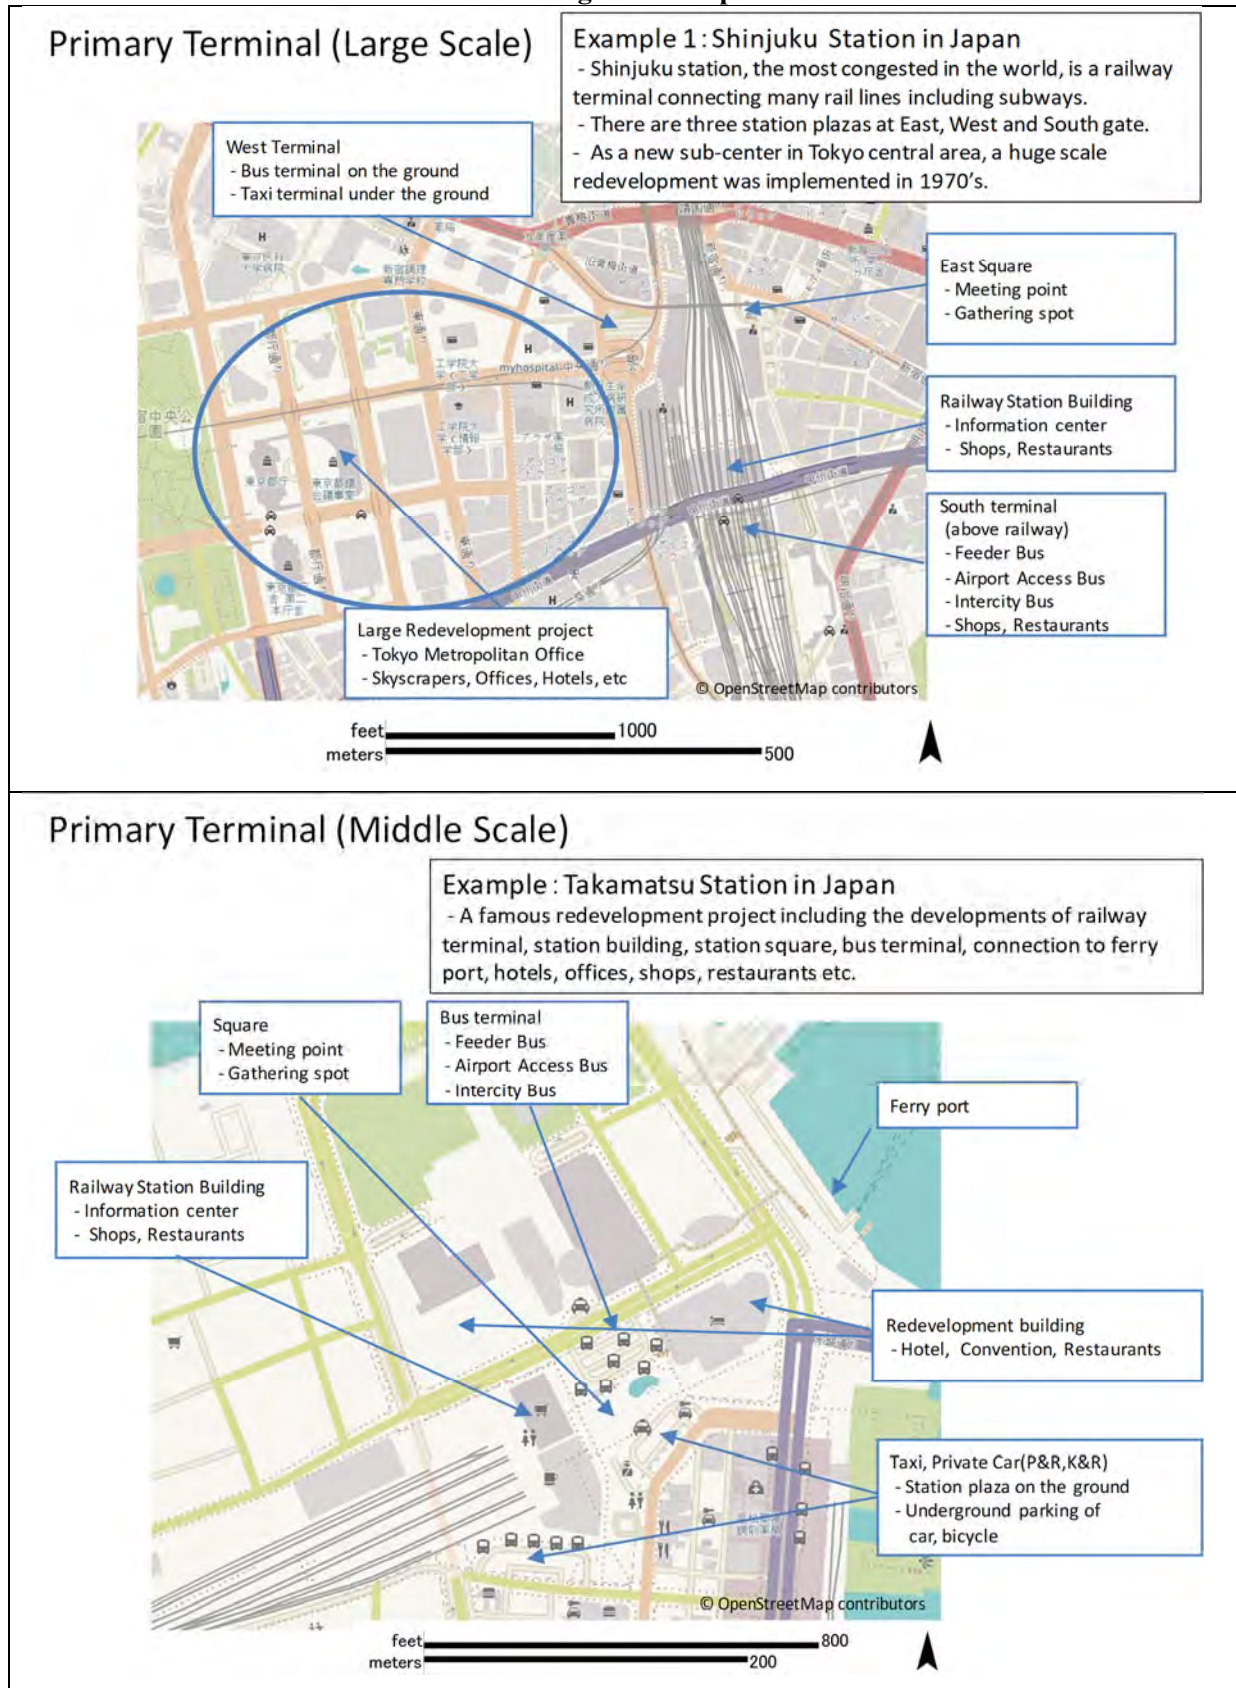 Primary Terminal (Large Scale)
Example 1 : Shinjuku Station in Japan
- Shinjuku station, the most congested in the world, is a railway
terminal connecting many rail lines including subways.
- There are three station plazas at East, West and South gate.
- As a new sub-center in Tokyo central area, a huge scale
redevelopment was implemented in 1970's.
West Terminal
- Bus terminal on the ground
- Taxi terminal under the ground
East Square
- Meeting point
- Gathering spot
Railway Station Building
- Information center
- Shops, Restaurants
South terminal
(above railway)
- Feeder Bus
- Airport Access Bus
- Intercity Bus
- Shops, Restaurants
Large Redevelopment project
- Tokyo Metropolitan Office
- Skyscrapers, Offices, Hotels, etc
myhospital
東京都庁
© OpenStreetMap contributors
feet 1000
meters 500
Primary Terminal (Middle Scale)
Example : Takamatsu Station in Japan
- A famous redevelopment project including the developments of railway
terminal, station building, station square, bus terminal, connection to ferry
port, hotels, offices, shops, restaurants etc.
Square
- Meeting point
- Gathering spot
Bus terminal
- Feeder Bus
- Airport Access Bus
- Intercity Bus
Ferry port
Railway Station Building
- Information center
- Shops, Restaurants
Redevelopment building
- Hotel, Convention, Restaurants
Taxi, Private Car(P&R,K&R)
- Station plaza on the ground
- Underground parking of
car, bicycle
© OpenStreetMap contributors
feet 800
meters 200